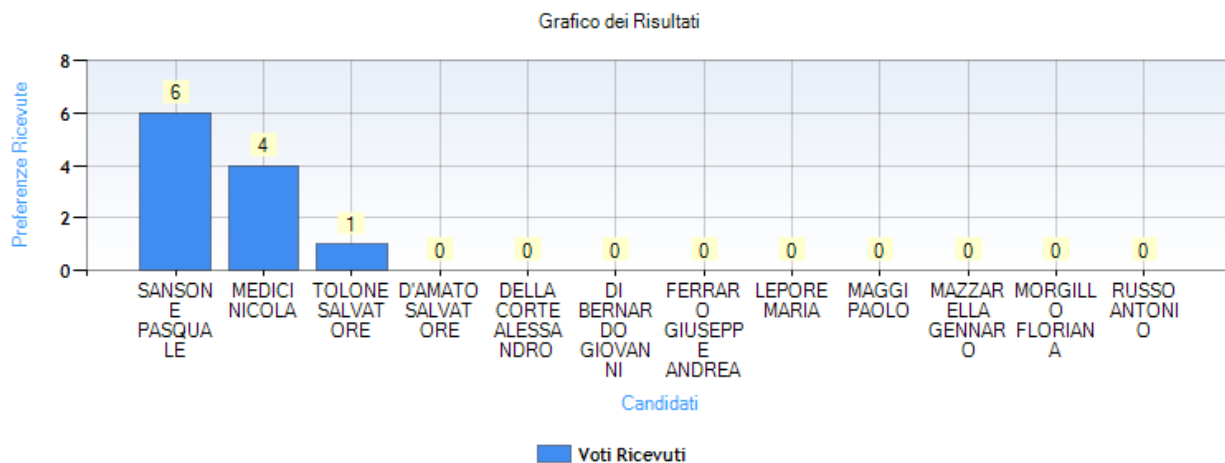 Grafico dei Risultati
Preferenze Ricevute
8
6
4
2
0
6
4
1
0
0
0
0
0
0
0
0
0
SANSON
E
PASQUA
LE
MEDICI
NICOLA
TOLONE
SALVAT
ORE
D'AMATO
SALVAT
ORE
DELLA
CORTE
ALESSA
NDRO
DI
BERNAR
DO
GIOVAN
NI
FERRAR
O
GIUSEPP
E
ANDREA
LEPORE
MARIA
MAGGI
PAOLO
MAZZAR
ELLA
GENNAR
O
MORGILL
O
FLORIAN
A
RUSSO
ANTONI
O
Candidati
Voti Ricevuti